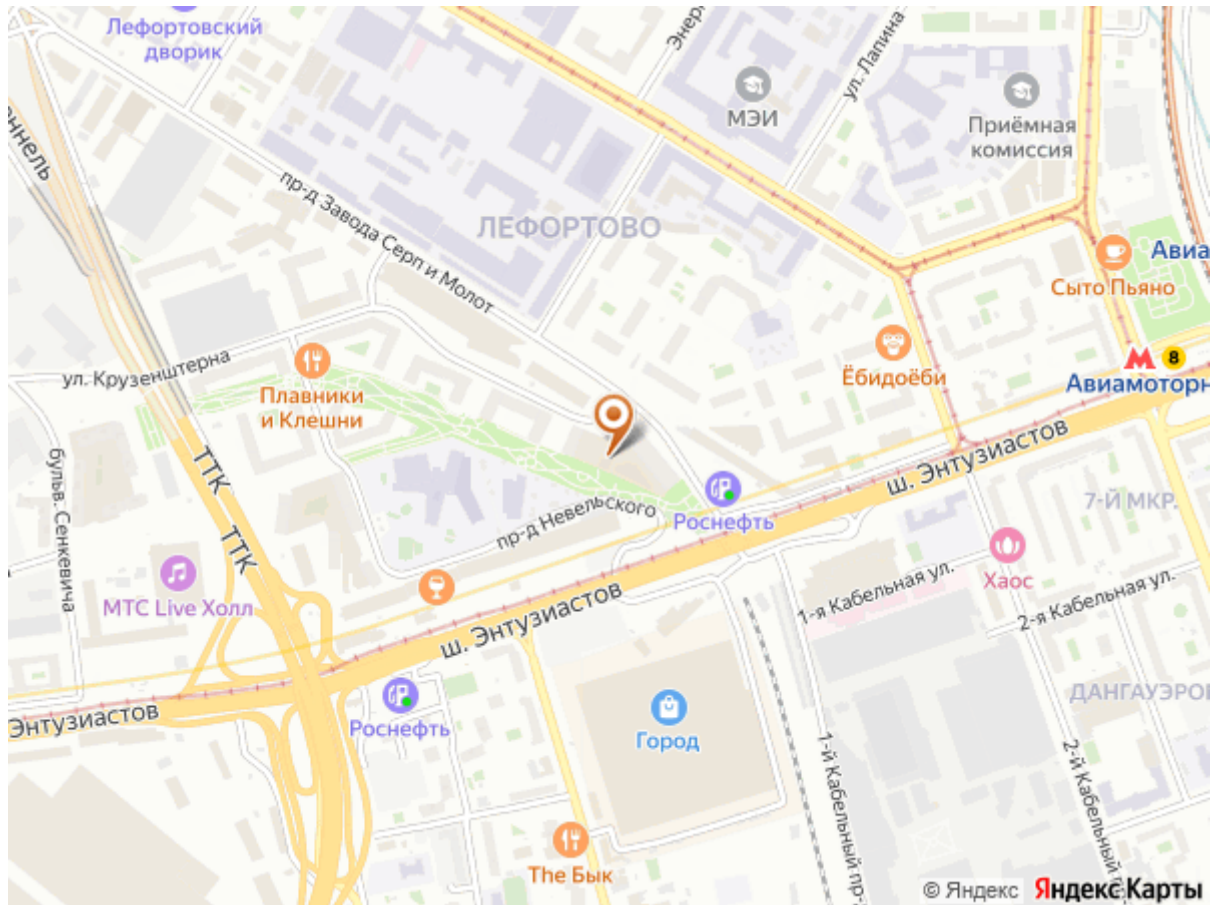 Лефортовский
дворик
ул. Лапина
МЭИ
Приёмная
комиссия
пр-д Завода Серп и Молот
ЛЕФОРТОВО
Сыто Пьяно
ул. Крузенштерна
Плавники
и Клешни
Ёбидоёби
8
Авиамоторн
ТТК
ТТК
бульв. Сенкевича
пр-д Невельского
Роснефть
ш. Энтузиастов
7-Й МКР.
Хаос
МТС Live Холл
1-я Кабельная ул.
2-я Кабельная ул.
ш. Энтузиастов
Энтузиастов
Роснефть
Город
ДАНГАУЭРО
1-й Кабельный пр-
2-й Кабельный
The Бык
© Яндекс Яндекс Карты